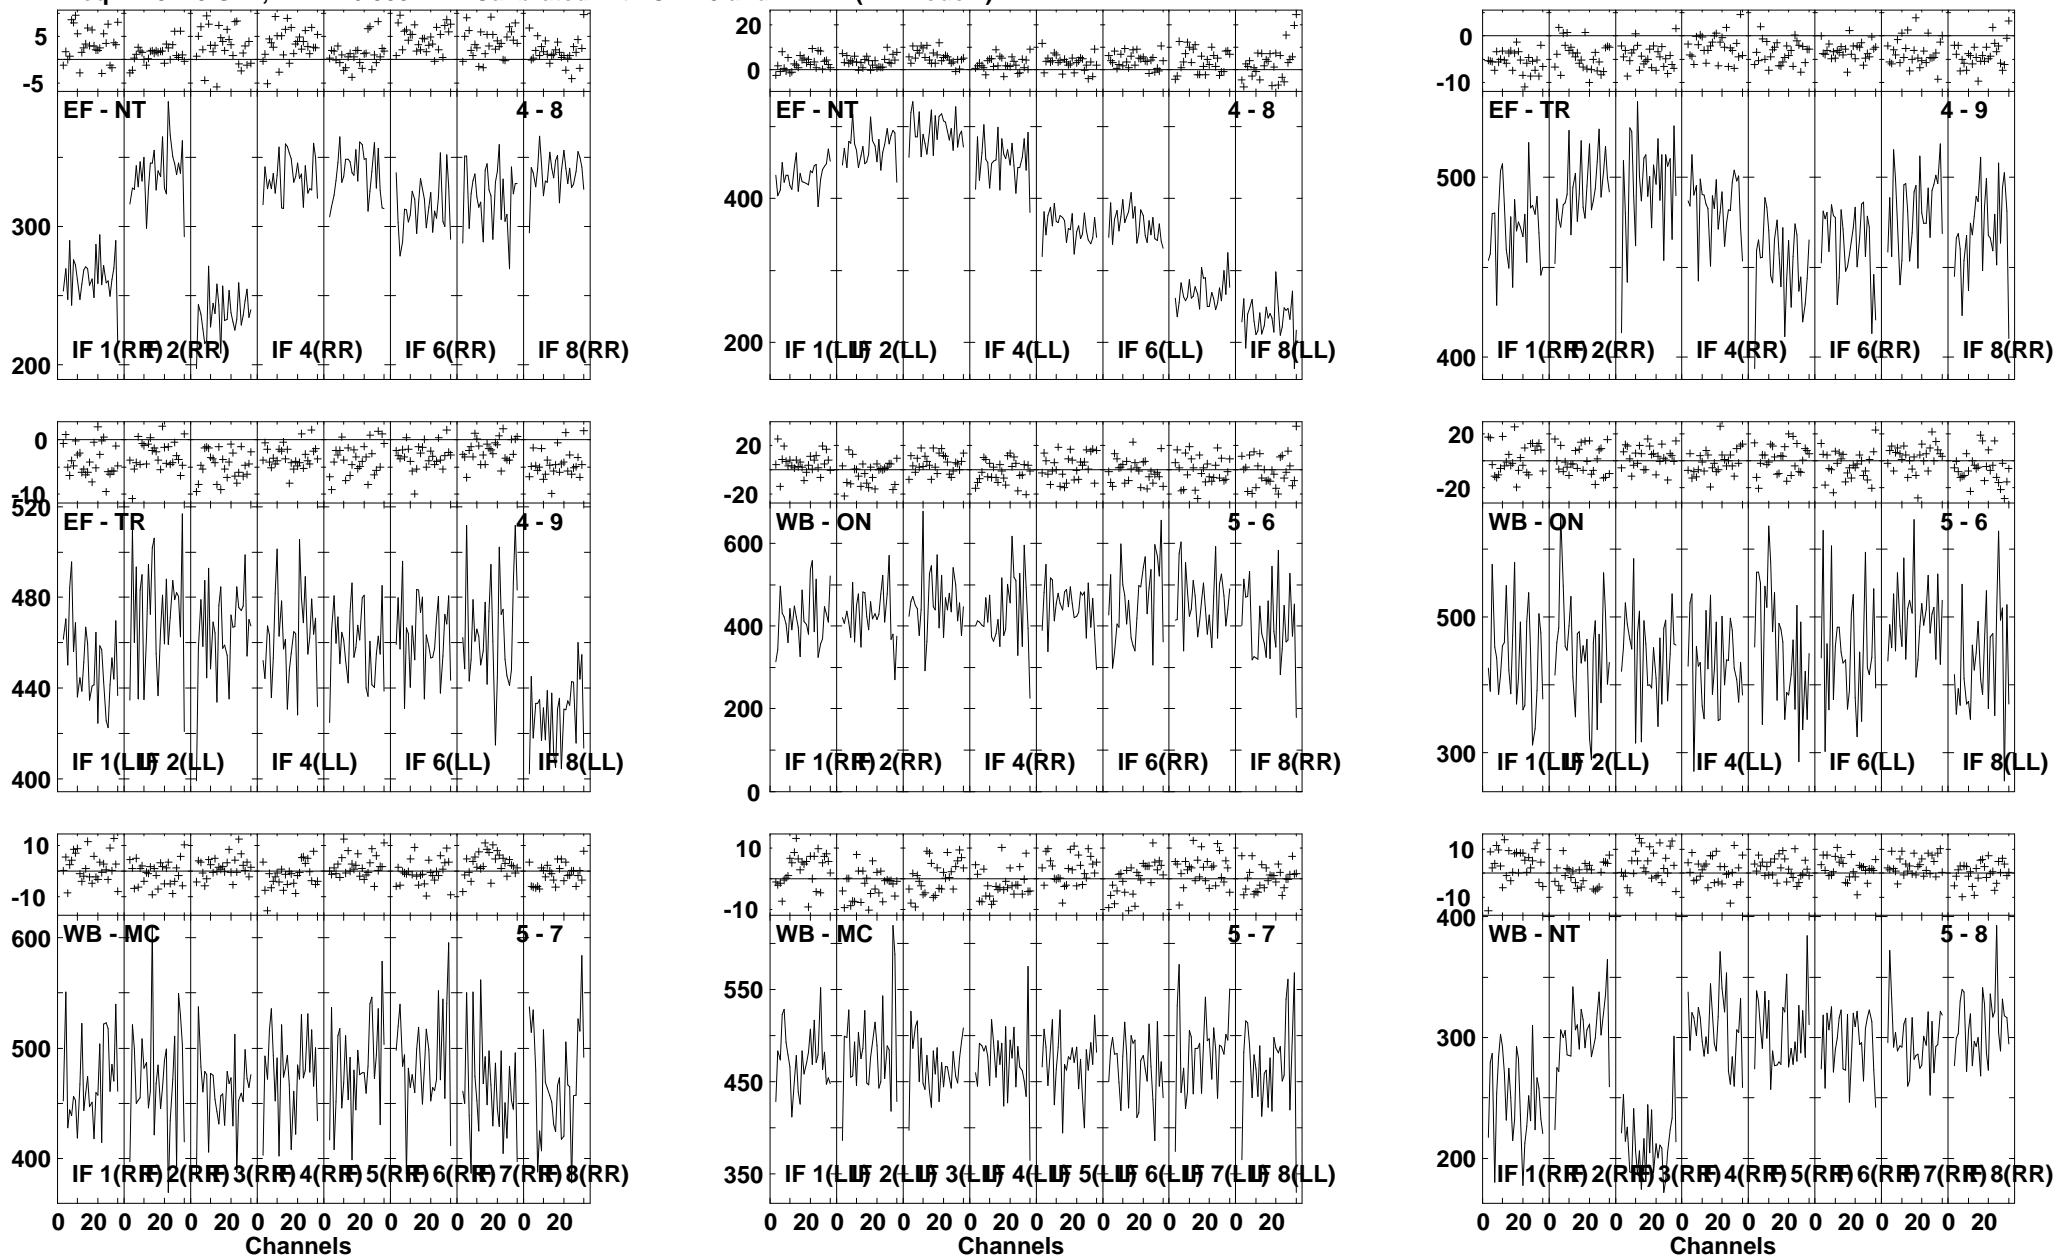 5
-5
EF - NT 4 - 8
300
200
IF 1(RR) IF 2(RR) IF 4(RR) IF 6(RR) IF 8(RR)
20
0
EF - NT 4 - 8
400
200
IF 1(LL) IF 2(LL) IF 4(LL) IF 6(LL) IF 8(LL)
0
-10
EF - TR 4 - 9
500
400
IF 1(RR) IF 2(RR) IF 4(RR) IF 6(RR) IF 8(RR)
0
-10
520
EF - TR 4 - 9
480
440
400
IF 1(LL) IF 2(LL) IF 4(LL) IF 6(LL) IF 8(LL)
20
0
-20
WB - ON 5 - 6
600
400
200
0
IF 1(RR) IF 2(RR) IF 4(RR) IF 6(RR) IF 8(RR)
20
0
-20
WB - ON 5 - 6
500
300
IF 1(LL) IF 2(LL) IF 4(LL) IF 6(LL) IF 8(LL)
10
0
-10
WB - MC 5 - 7
600
500
400
IF 1(RR) IF 2(RR) IF 3(RR) IF 4(RR) IF 5(RR) IF 6(RR) IF 7(RR) IF 8(RR)
0 20 0 20 0 20 0 20 0 20 0 20 0 20 0 20
Channels
10
0
-10
WB - MC 5 - 7
550
450
350
IF 1(LL) IF 2(LL) IF 3(LL) IF 4(LL) IF 5(LL) IF 6(LL) IF 7(LL) IF 8(LL)
0 20 0 20 0 20 0 20 0 20 0 20 0 20 0 20
Channels
10
0
-10
400
WB - NT 5 - 8
300
200
IF 1(RR) IF 2(RR) IF 3(RR) IF 4(RR) IF 5(RR) IF 6(RR) IF 7(RR) IF 8(RR)
0 20 0 20 0 20 0 20 0 20 0 20 0 20 0 20
Channels